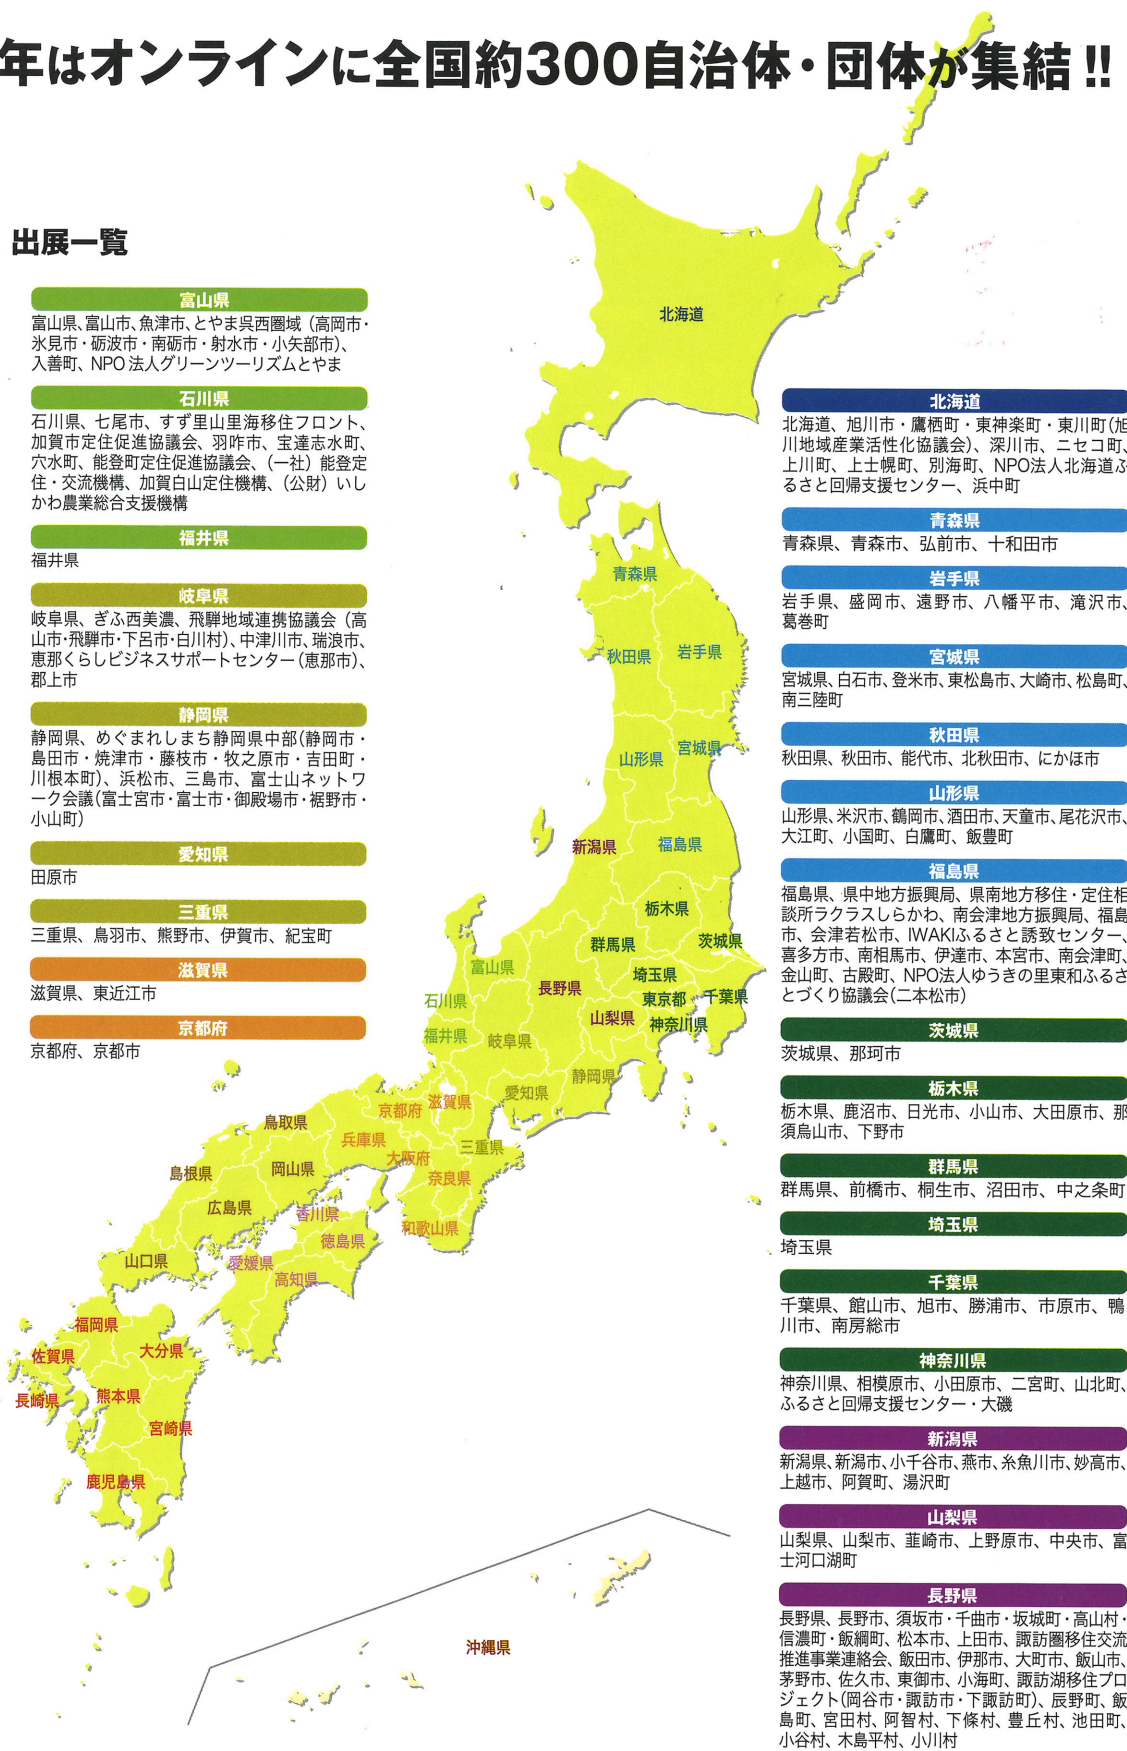 年はオンラインに全国約300自治体・団体が集結!!
出展一覧
富山県
富山県、富山市、魚津市、とやま呉西圏域（高岡市・
氷見市・砺波市・南砺市・射水市・小矢部市）、
入善町、NPO法人グリーンツーリズムとやま
石川県
石川県、七尾市、すず里山里海移住フロント、
加賀市定住促進協議会、羽咋市、宝達志水町、
穴水町、能登町定住促進協議会、（一社）能登定
住・交流機構、加賀白山定住機構、（公財）いし
かわ農業総合支援機構
福井県
福井県
岐阜県
岐阜県、ぎふ西美濃、飛騨地域連携協議会（高
山市・飛騨市・下呂市・白川村）、中津川市、瑞浪市、
恵那くらしビジネスサポートセンター（恵那市）、
郡上市
静岡県
静岡県、めぐまれしまち静岡県中部（静岡市・
島田市・焼津市・藤枝市・牧之原市・吉田町・
川根本町）、浜松市、三島市、富士山ネットワ
ーク会議（富士宮市・富士市・御殿場市・裾野市・
小山町）
愛知県
田原市
三重県
三重県、鳥羽市、熊野市、伊賀市、紀宝町
滋賀県
滋賀県、東近江市
京都府
京都府、京都市
北海道
青森県
秋田県
岩手県
山形県
宮城県
新潟県
福島県
栃木県
群馬県
茨城県
富山県
埼玉県
長野県
石川県
東京都
千葉県
山梨県
神奈川県
福井県
岐阜県
静岡県
愛知県
滋賀県
京都府
鳥取県
兵庫県
三重県
大阪府
岡山県
島根県
奈良県
広島県
香川県
和歌山県
徳島県
山口県
愛媛県
高知県
福岡県
佐賀県
大分県
長崎県
熊本県
宮崎県
鹿児島県
沖縄県
北海道
北海道、旭川市・鷹栖町・東神楽町・東川町（旭
川地域産業活性化協議会）、深川市、ニセコ町、
上川町、上士幌町、別海町、NPO法人北海道ふ
るさと回帰支援センター、浜中町
青森県
青森県、青森市、弘前市、十和田市
岩手県
岩手県、盛岡市、遠野市、八幡平市、滝沢市、
葛巻町
宮城県
宮城県、白石市、登米市、東松島市、大崎市、松島町、
南三陸町
秋田県
秋田県、秋田市、能代市、北秋田市、にかほ市
山形県
山形県、米沢市、鶴岡市、酒田市、天童市、尾花沢市、
大江町、小国町、白鷹町、飯豊町
福島県
福島県、県中地方振興局、県南地方移住・定住相
談所ラクラスしらかわ、南会津地方振興局、福島
市、会津若松市、IWAKIふるさと誘致センター、
喜多方市、南相馬市、伊達市、本宮市、南会津町、
金山町、古殿町、NPO法人ゆうきの里東和ふるさ
とづくり協議会（二本松市）
茨城県
茨城県、那珂市
栃木県
栃木県、鹿沼市、日光市、小山市、大田原市、那
須烏山市、下野市
群馬県
群馬県、前橋市、桐生市、沼田市、中之条町
埼玉県
埼玉県
千葉県
千葉県、館山市、旭市、勝浦市、市原市、鴨
川市、南房総市
神奈川県
神奈川県、相模原市、小田原市、二宮町、山北町、
ふるさと回帰支援センター・大磯
新潟県
新潟県、新潟市、小千谷市、燕市、糸魚川市、妙高市、
上越市、阿賀町、湯沢町
山梨県
山梨県、山梨市、韮崎市、上野原市、中央市、富
士河口湖町
長野県
長野県、長野市、須坂市・千曲市・坂城町・高山村・
信濃町・飯綱町、松本市、上田市、諏訪圏移住交流
推進事業連絡会、飯田市、伊那市、大町市、飯山市、
茅野市、佐久市、東御市、小海町、諏訪湖移住プロ
ジェクト（岡谷市・諏訪市・下諏訪町）、辰野町、飯
島町、宮田村、阿智村、下條村、豊丘村、池田町、
小谷村、木島平村、小川村